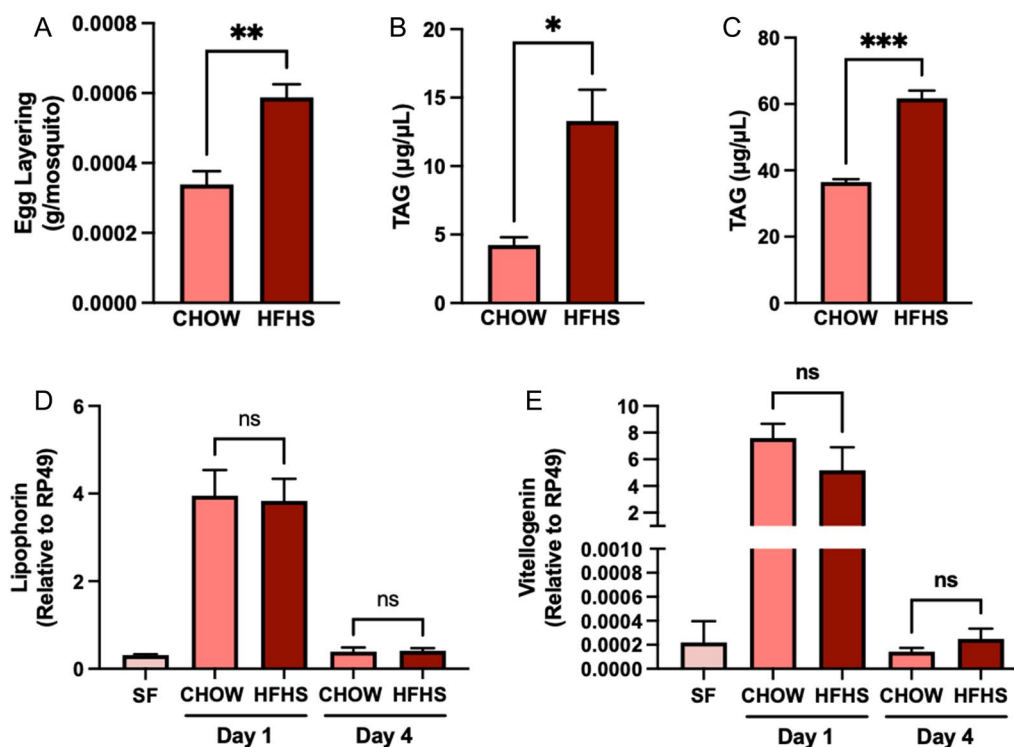 A
Egg Layering
(g/mosquito)
0.0008
0.0006
0.0004
0.0002
0.0000
**
CHOW HFHS
B
TAG (µg/µL)
20
15
10
5
0
*
CHOW HFHS
C
TAG (µg/µL)
80
60
40
20
0
***
CHOW HFHS
D
Lipophorin
(Relative to RP49)
6
4
2
0
ns
ns
SF CHOW HFHS CHOW HFHS
Day 1 Day 4
E
Vitellogenin
(Relative to RP49)
10
8
6
4
2
0.0010
0.0008
0.0006
0.0004
0.0002
0.0000
ns
ns
SF CHOW HFHS CHOW HFHS
Day 1 Day 4